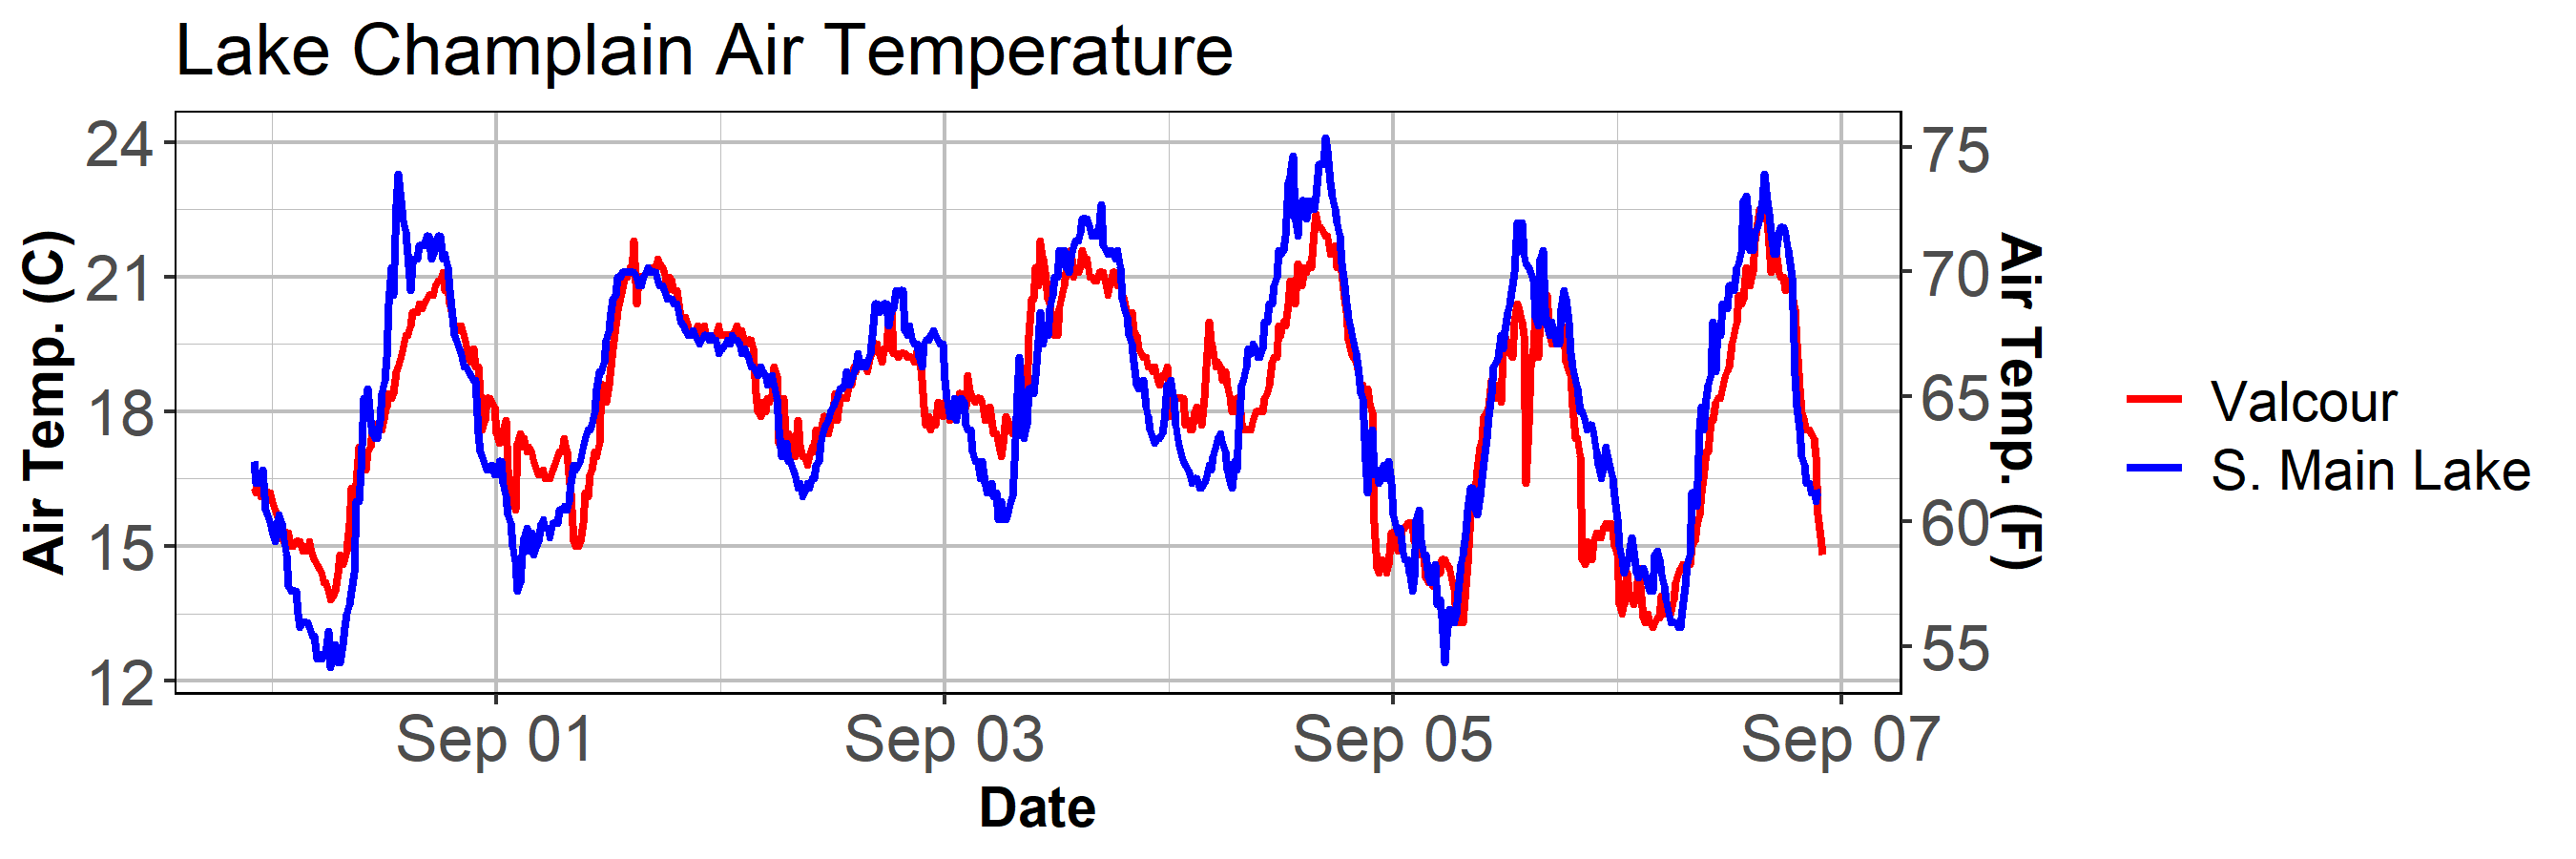 Lake Champlain Air Temperature
Air Temp. (C)
24
21
18
15
12
75
70
65
60
55
Air Temp. (F)
Sep 01
Sep 03
Sep 05
Sep 07
Date
Valcour
S. Main Lake